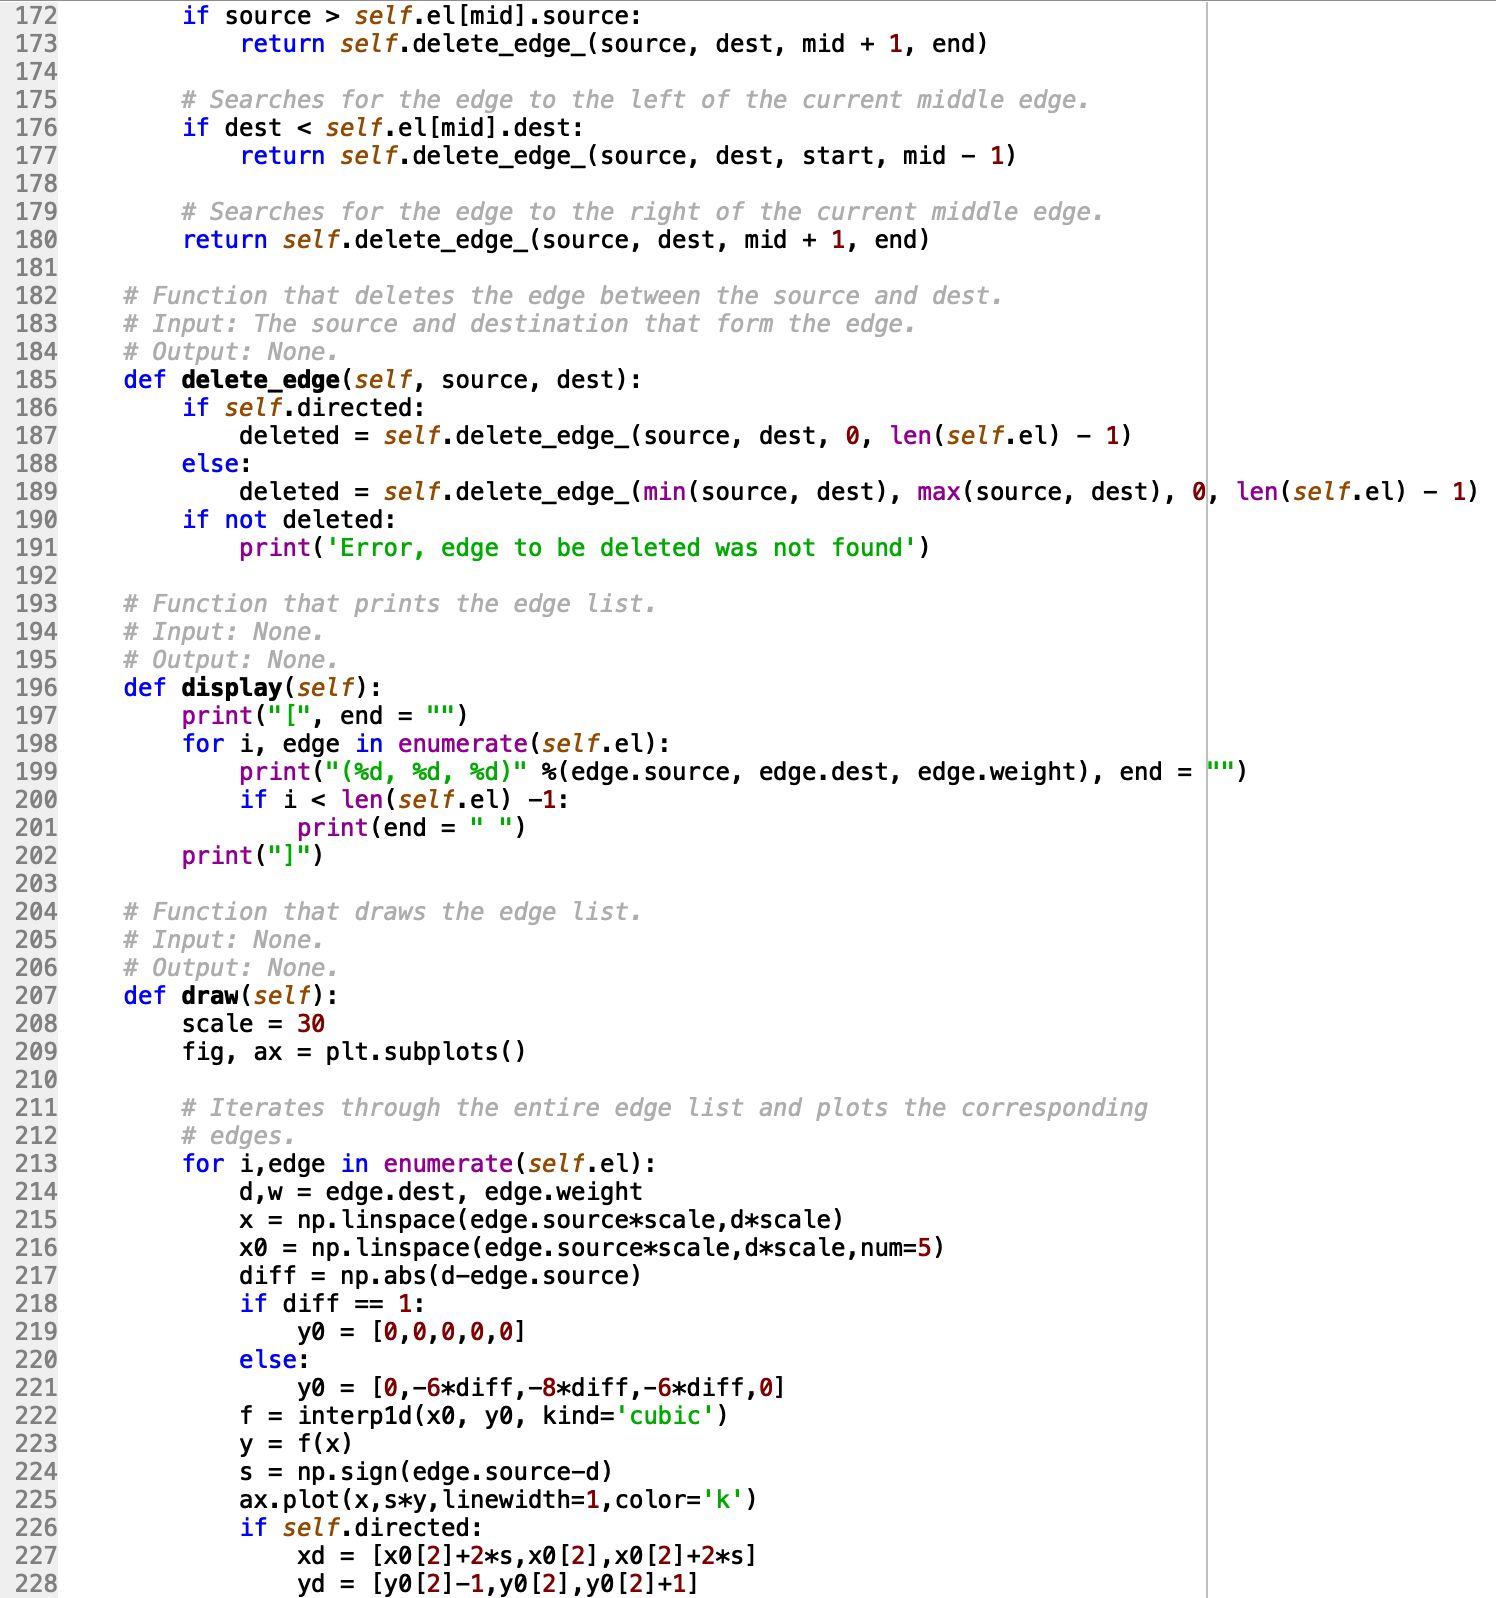 172         if source > self.el[mid].source:
173             return self.delete_edge_(source, dest, mid + 1, end)
174
175         # Searches for the edge to the left of the current middle edge.
176         if dest < self.el[mid].dest:
177             return self.delete_edge_(source, dest, start, mid - 1)
178
179         # Searches for the edge to the right of the current middle edge.
180         return self.delete_edge_(source, dest, mid + 1, end)
181
182     # Function that deletes the edge between the source and dest.
183     # Input: The source and destination that form the edge.
184     # Output: None.
185     def delete_edge(self, source, dest):
186         if self.directed:
187             deleted = self.delete_edge_(source, dest, 0, len(self.el) - 1)
188         else:
189             deleted = self.delete_edge_(min(source, dest), max(source, dest), 0, len(self.el) - 1)
190         if not deleted:
191             print('Error, edge to be deleted was not found')
192
193     # Function that prints the edge list.
194     # Input: None.
195     # Output: None.
196     def display(self):
197         print("[", end = "")
198         for i, edge in enumerate(self.el):
199             print("(%d, %d, %d)" %(edge.source, edge.dest, edge.weight), end = "")
200             if i < len(self.el) -1:
201                 print(end = " ")
202         print("]")
203
204     # Function that draws the edge list.
205     # Input: None.
206     # Output: None.
207     def draw(self):
208         scale = 30
209         fig, ax = plt.subplots()
210
211         # Iterates through the entire edge list and plots the corresponding
212         # edges.
213         for i,edge in enumerate(self.el):
214             d,w = edge.dest, edge.weight
215             x = np.linspace(edge.source*scale,d*scale)
216             x0 = np.linspace(edge.source*scale,d*scale,num=5)
217             diff = np.abs(d-edge.source)
218             if diff == 1:
219                 y0 = [0,0,0,0,0]
220             else:
221                 y0 = [0,-6*diff,-8*diff,-6*diff,0]
222             f = interp1d(x0, y0, kind='cubic')
223             y = f(x)
224             s = np.sign(edge.source-d)
225             ax.plot(x,s*y,linewidth=1,color='k')
226             if self.directed:
227                 xd = [x0[2]+2*s,x0[2],x0[2]+2*s]
228                 yd = [y0[2]-1,y0[2],y0[2]+1]